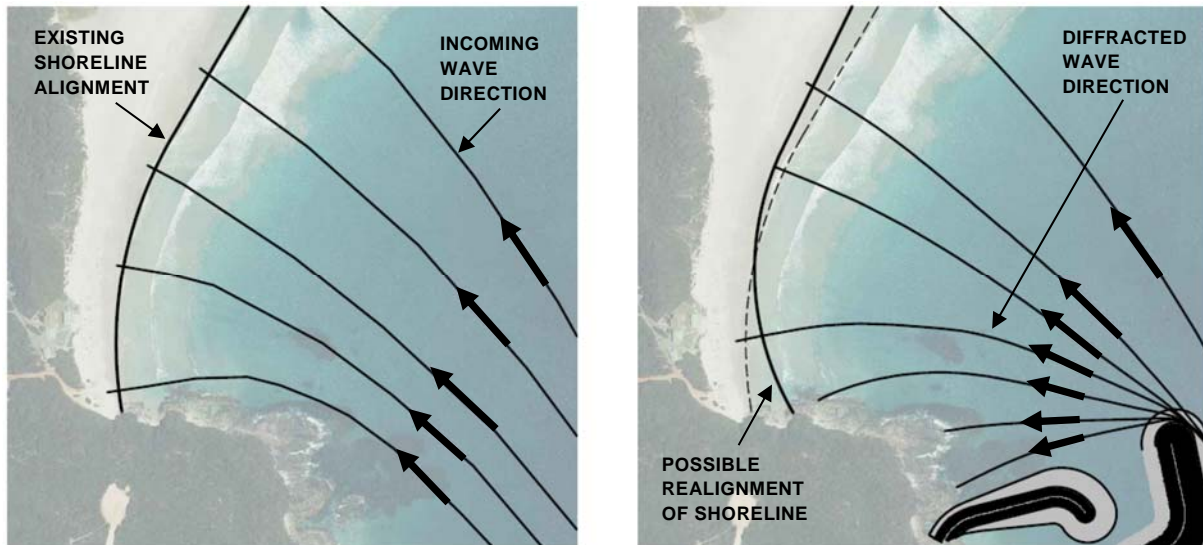 EXISTING
SHORELINE
ALIGNMENT
INCOMING
WAVE
DIRECTION
DIFFRACTED
WAVE
DIRECTION
POSSIBLE
REALIGNMENT
OF SHORELINE